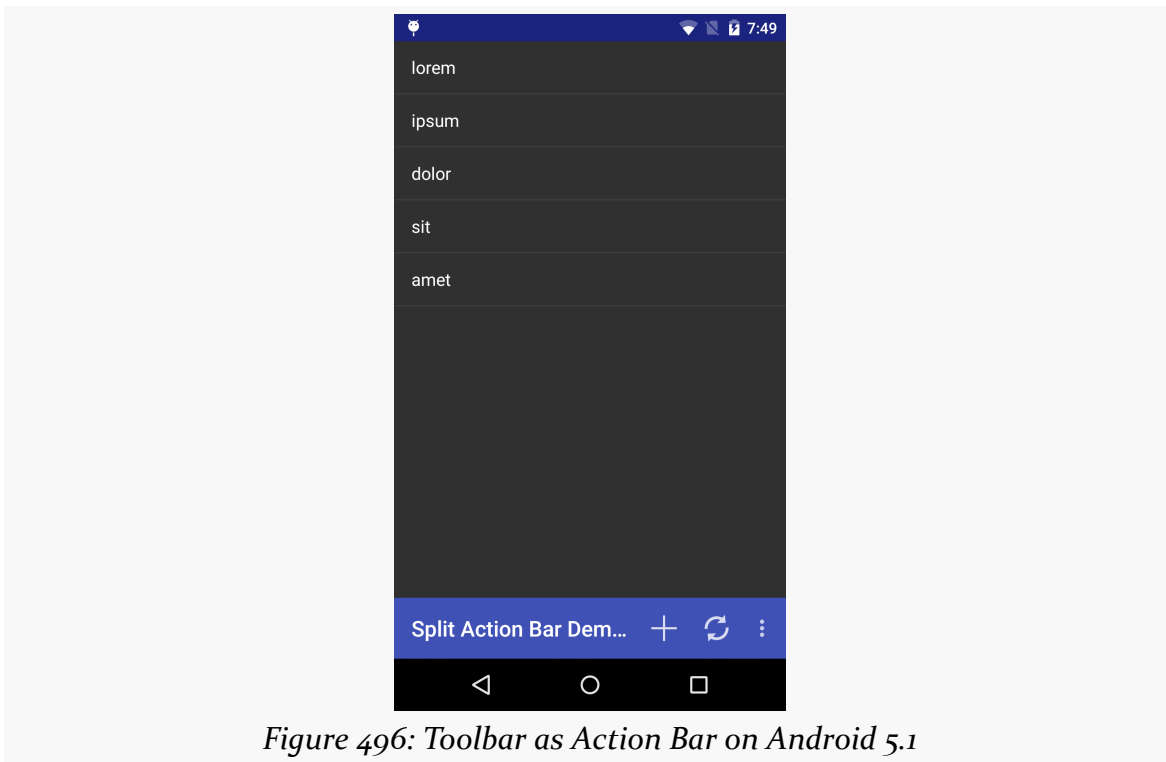 7:49
lorem
ipsum
dolor
sit
amet
Split Action Bar Dem...
Figure 496: Toolbar as Action Bar on Android 5.1